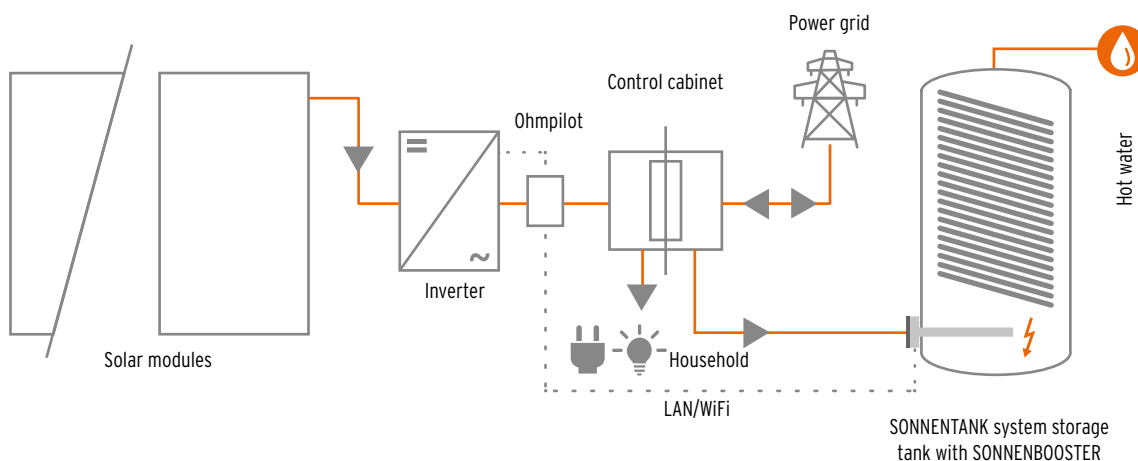 Power grid
Control cabinet
Ohmpilot
Hot water
Inverter
Solar modules
Household
LAN/WiFi
SONNENTANK system storage
tank with SONNENBOOSTER